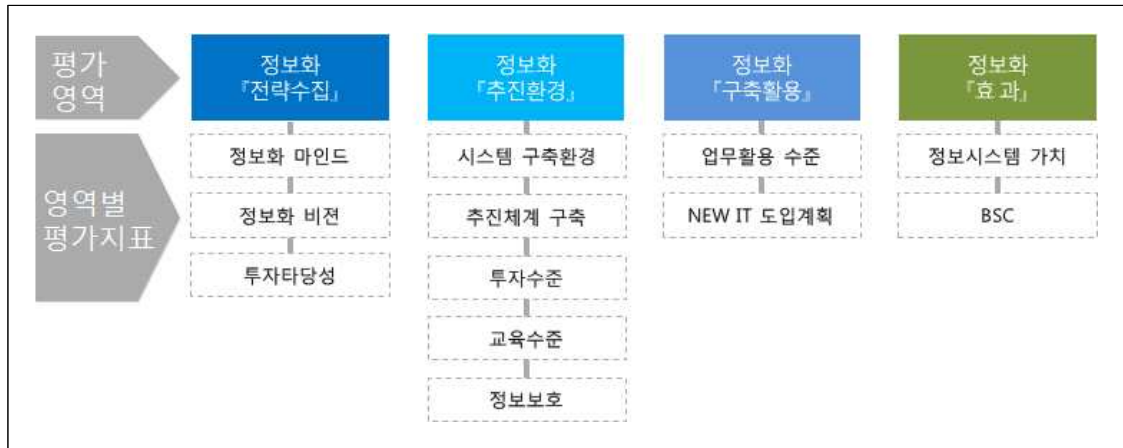 평가
영역
정보화
『전략수집』
정보화
『추진환경』
정보화
『구축활용』
정보화
『효과』
영역별
평가지표
정보화 마인드
정보화 비젼
투자타당성
시스템 구축환경
추진체계 구축
투자수준
교육수준
정보보호
업무활용 수준
NEW IT 도입계획
정보시스템 가치
BSC